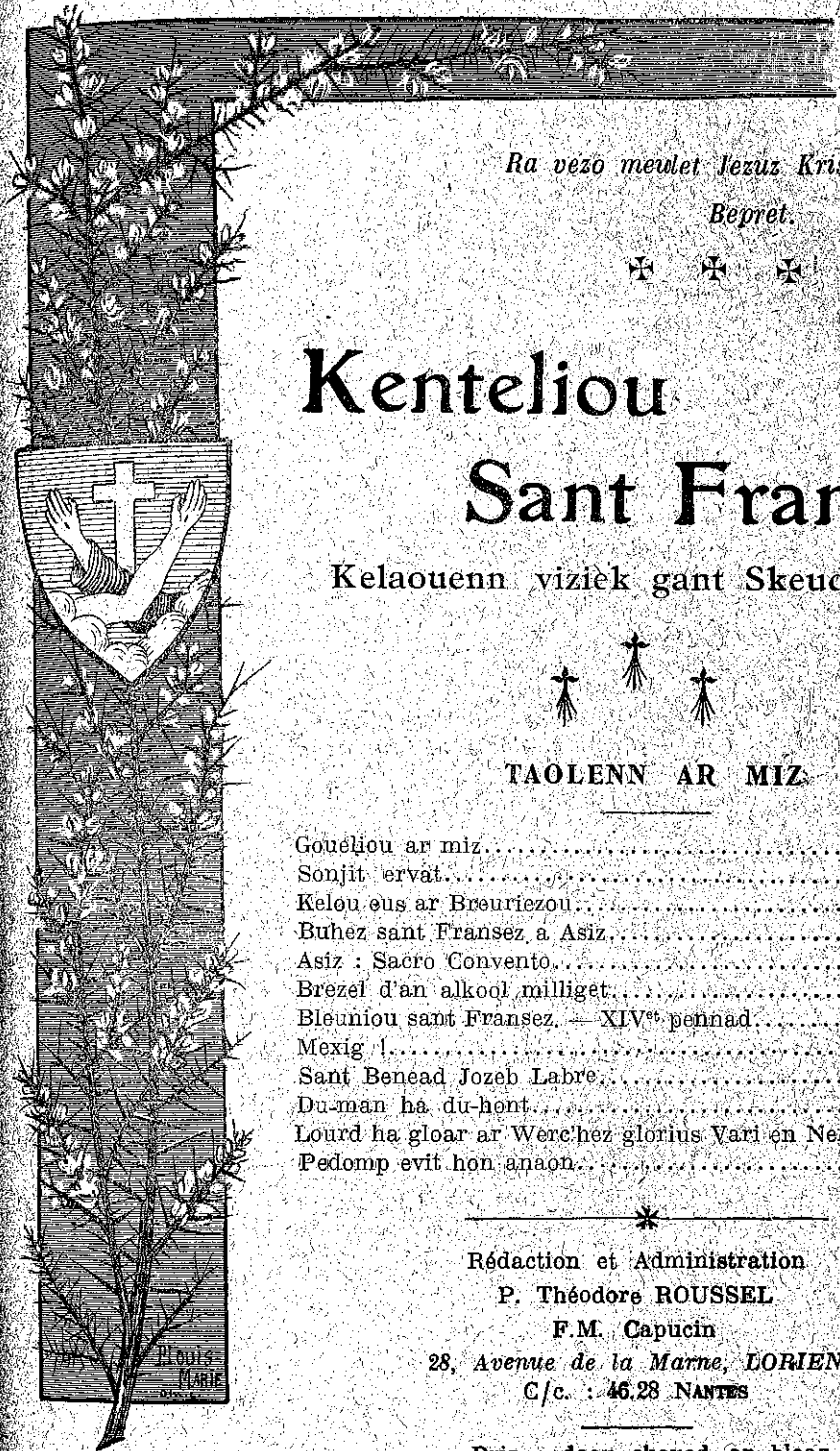 Ra vezo meulet Jezuz Kris
Bepret.
Kenteliou
Sant Fran
Kelaouenn viziek gant Skeud
TAOLENN AR MIZ
Goueliou ar miz
Sonjit ervat
Kelou eus ar Breuriezou
Buhez sant Fransez a Asiz
Asiz : Sacro Convento
Brezel d'an alkool milliget
Bleuniou sant Fransez. — XIVet pennad
Mexig !
Sant Benead Jozeb Labre
Du-man ha du-hont
Lourd ha gloar ar Werc'hez glorius Vari en Ne
Pedomp evit hon anaon
Rédaction et Administration
P. Théodore ROUSSEL
F.M. Capucin
28, Avenue de la Marne, LORIEN
C/c. : 46.28 NANTES
P. Louis
MARIE